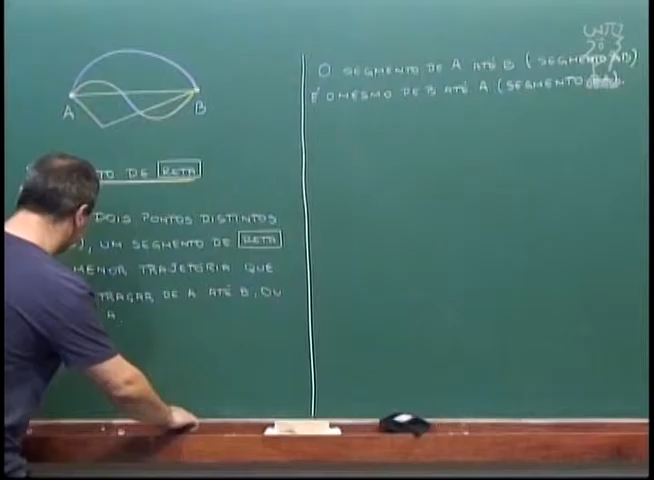 A
B
TO DE RETA
DOIS PONTOS DISTINTOS
, UM SEGMENTO DE RETA
MENOR TRAJETÓRIA QUE
TRAÇAR DE A ATÉ B, OU
A.
O SEGMENTO DE A ATÉ B (SEGMENTO AB)
É O MESMO DE B ATÉ A (SEGMENTO BA).